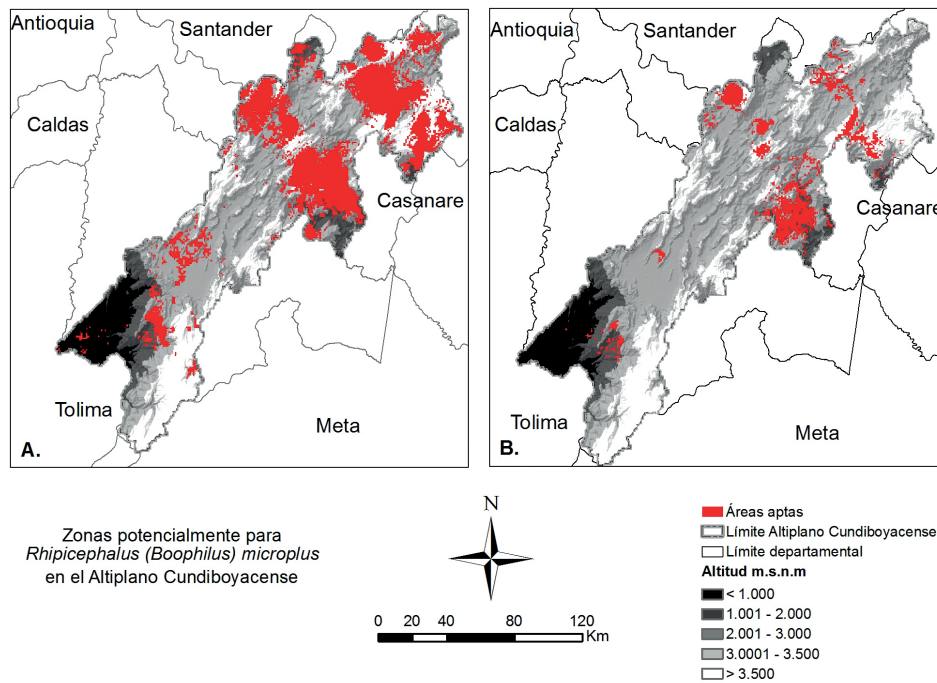 Antioquia
Santander
Caldas
Casanare
Tolima
Meta
A.
Antioquia
Santander
Caldas
Casanare
Tolima
Meta
B.
Zonas potencialmente para
Rhipicephalus (Boophilus) microplus
en el Altiplano Cundiboyacense
N
0 20 40 60 80 120
Km
Áreas aptas
Límite Altiplano Cundiboyacense
Límite departamental
Altitud m.s.n.m
< 1.000
1.001 - 2.000
2.001 - 3.000
3.0001 - 3.500
> 3.500